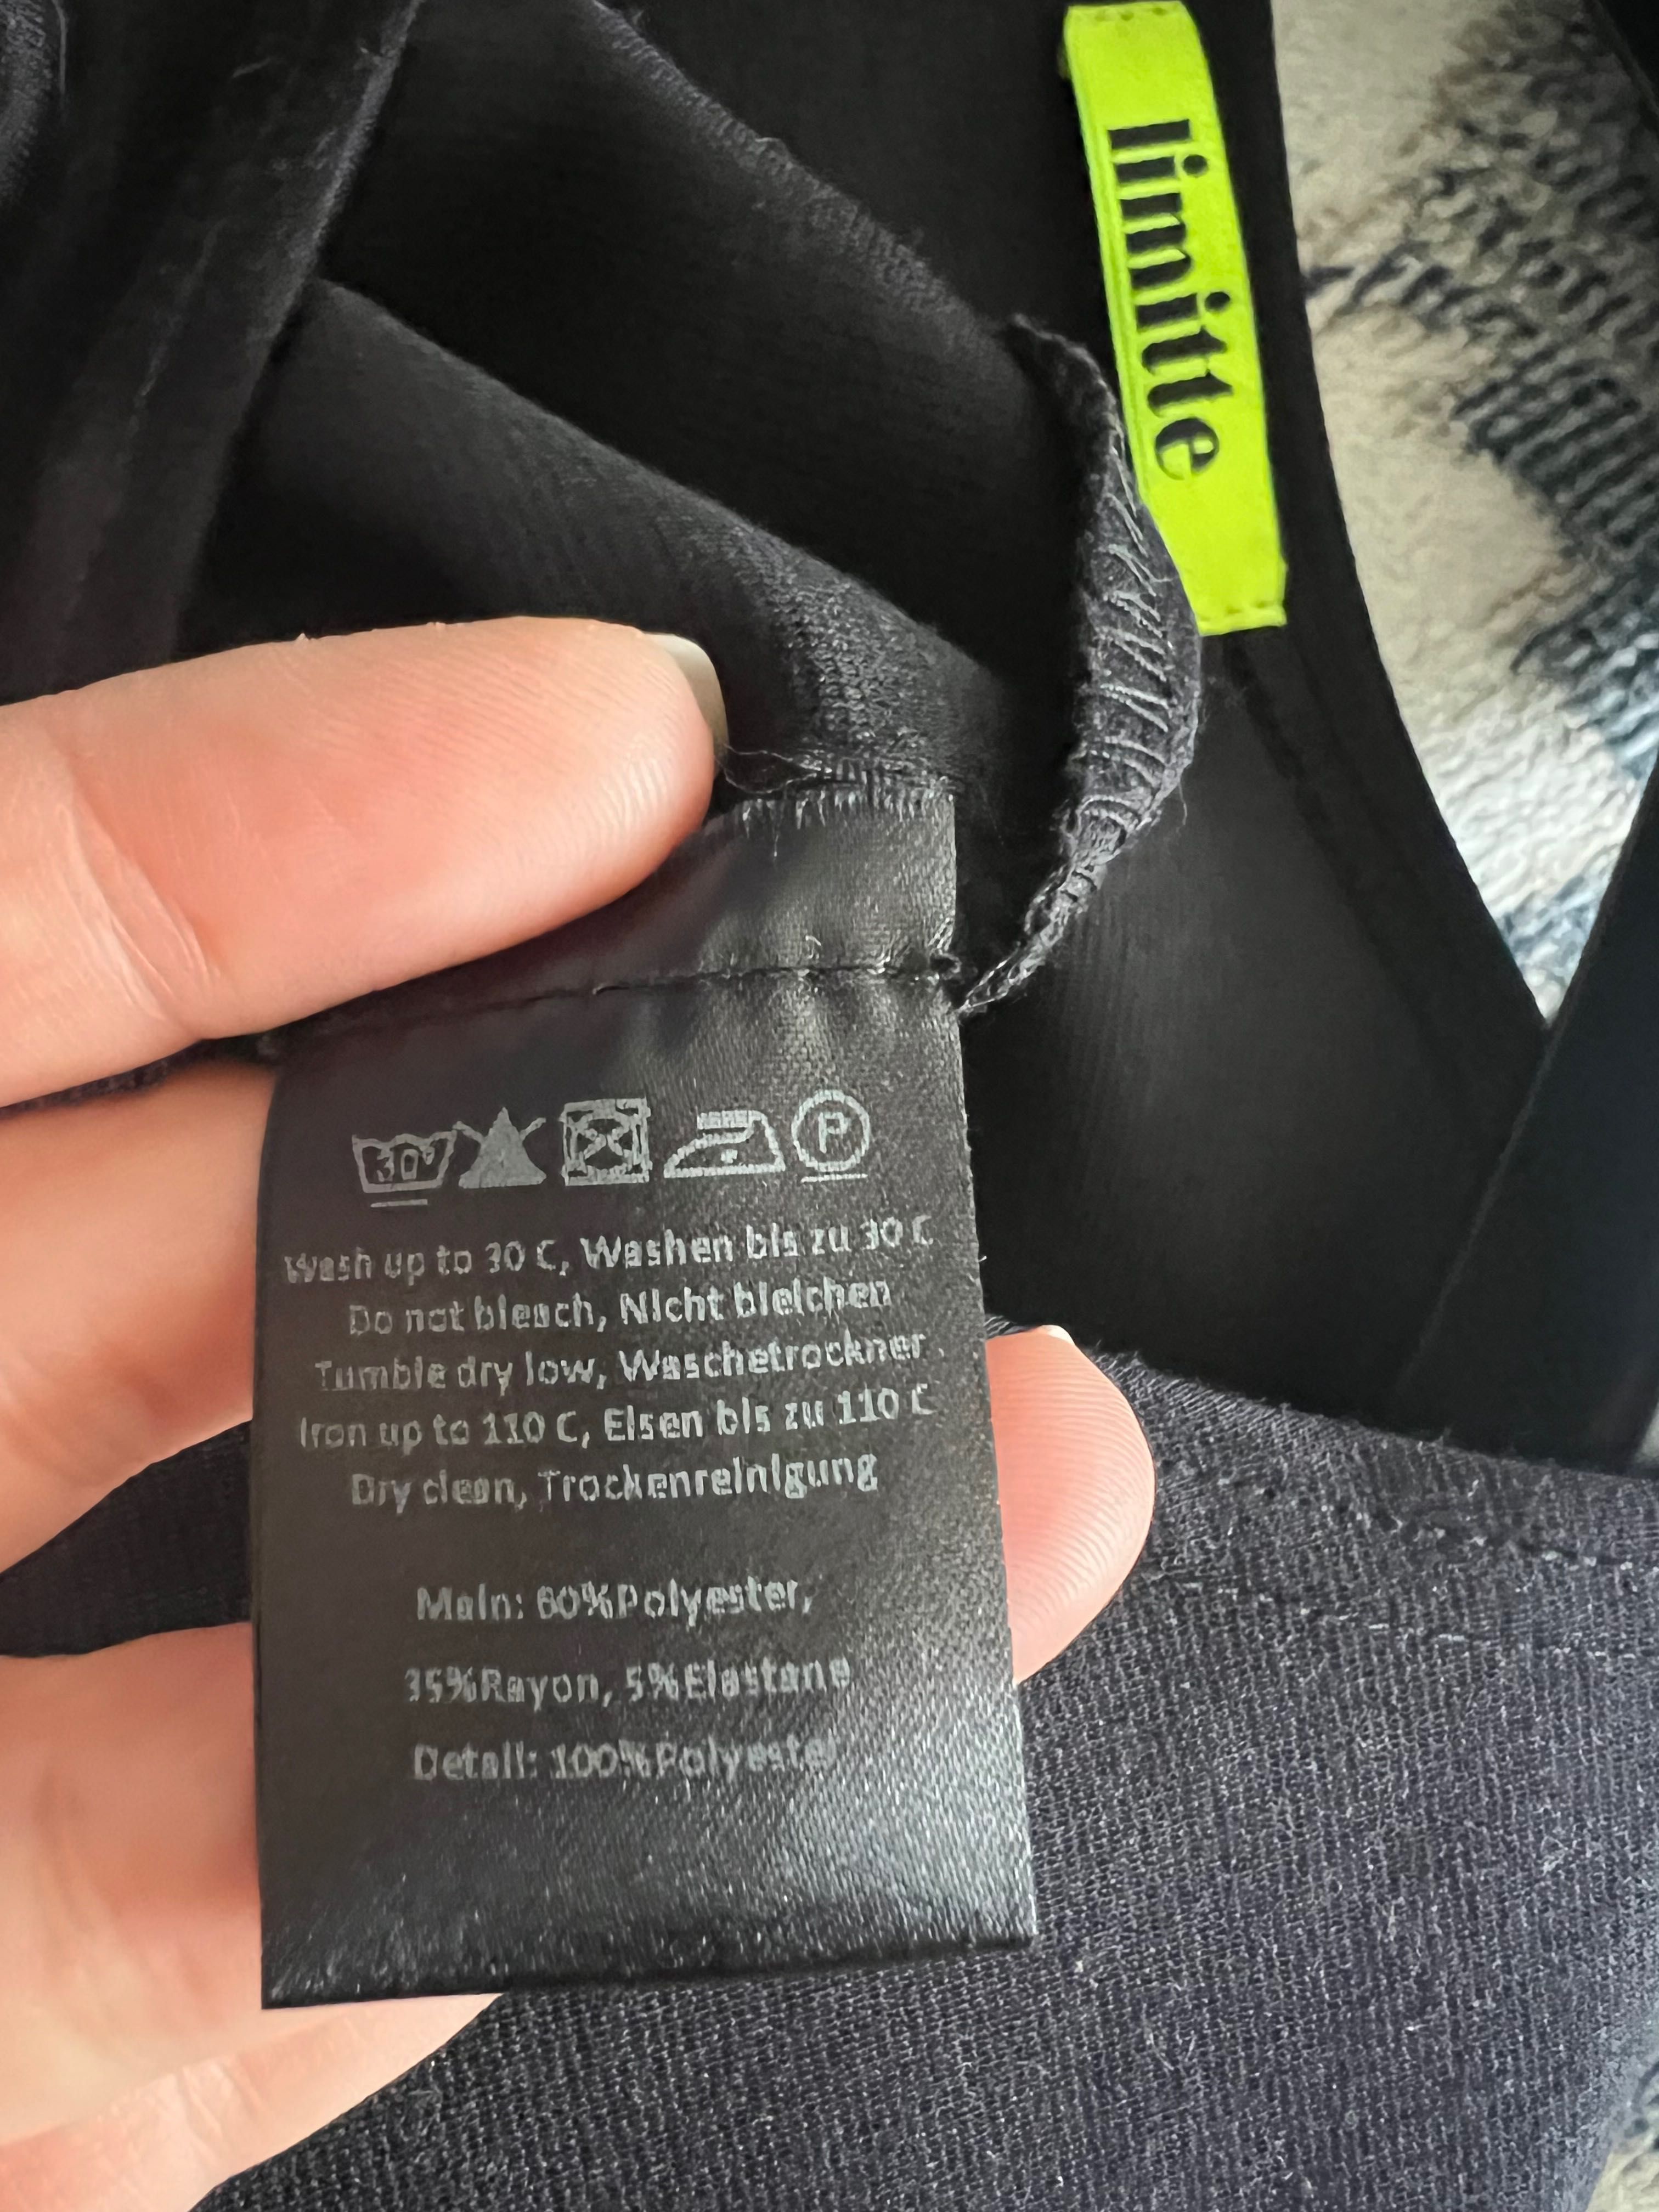 limitte
30°
P
Wash up to 30 C, Washen bis zu 30 C
Do not bleach, Nicht bleichen
Tumble dry low, Waschetrockner
Iron up to 110 C, Eisen bis zu 110 C
Dry clean, Trockenreinigung
Main: 60%Polyester,
35%Rayon, 5%Elastane
Detail: 100%Polyester